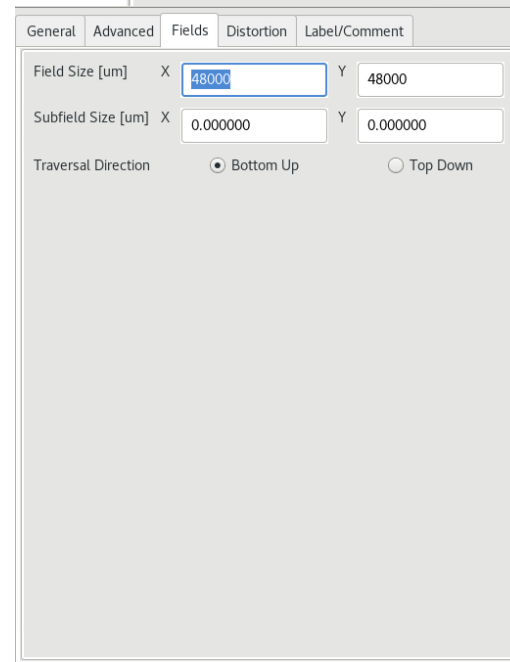 General Advanced Fields Distortion Label/Comment
Field Size [um] X 48000 Y 48000
Subfield Size [um] X 0.000000 Y 0.000000
Traversal Direction Bottom Up Top Down